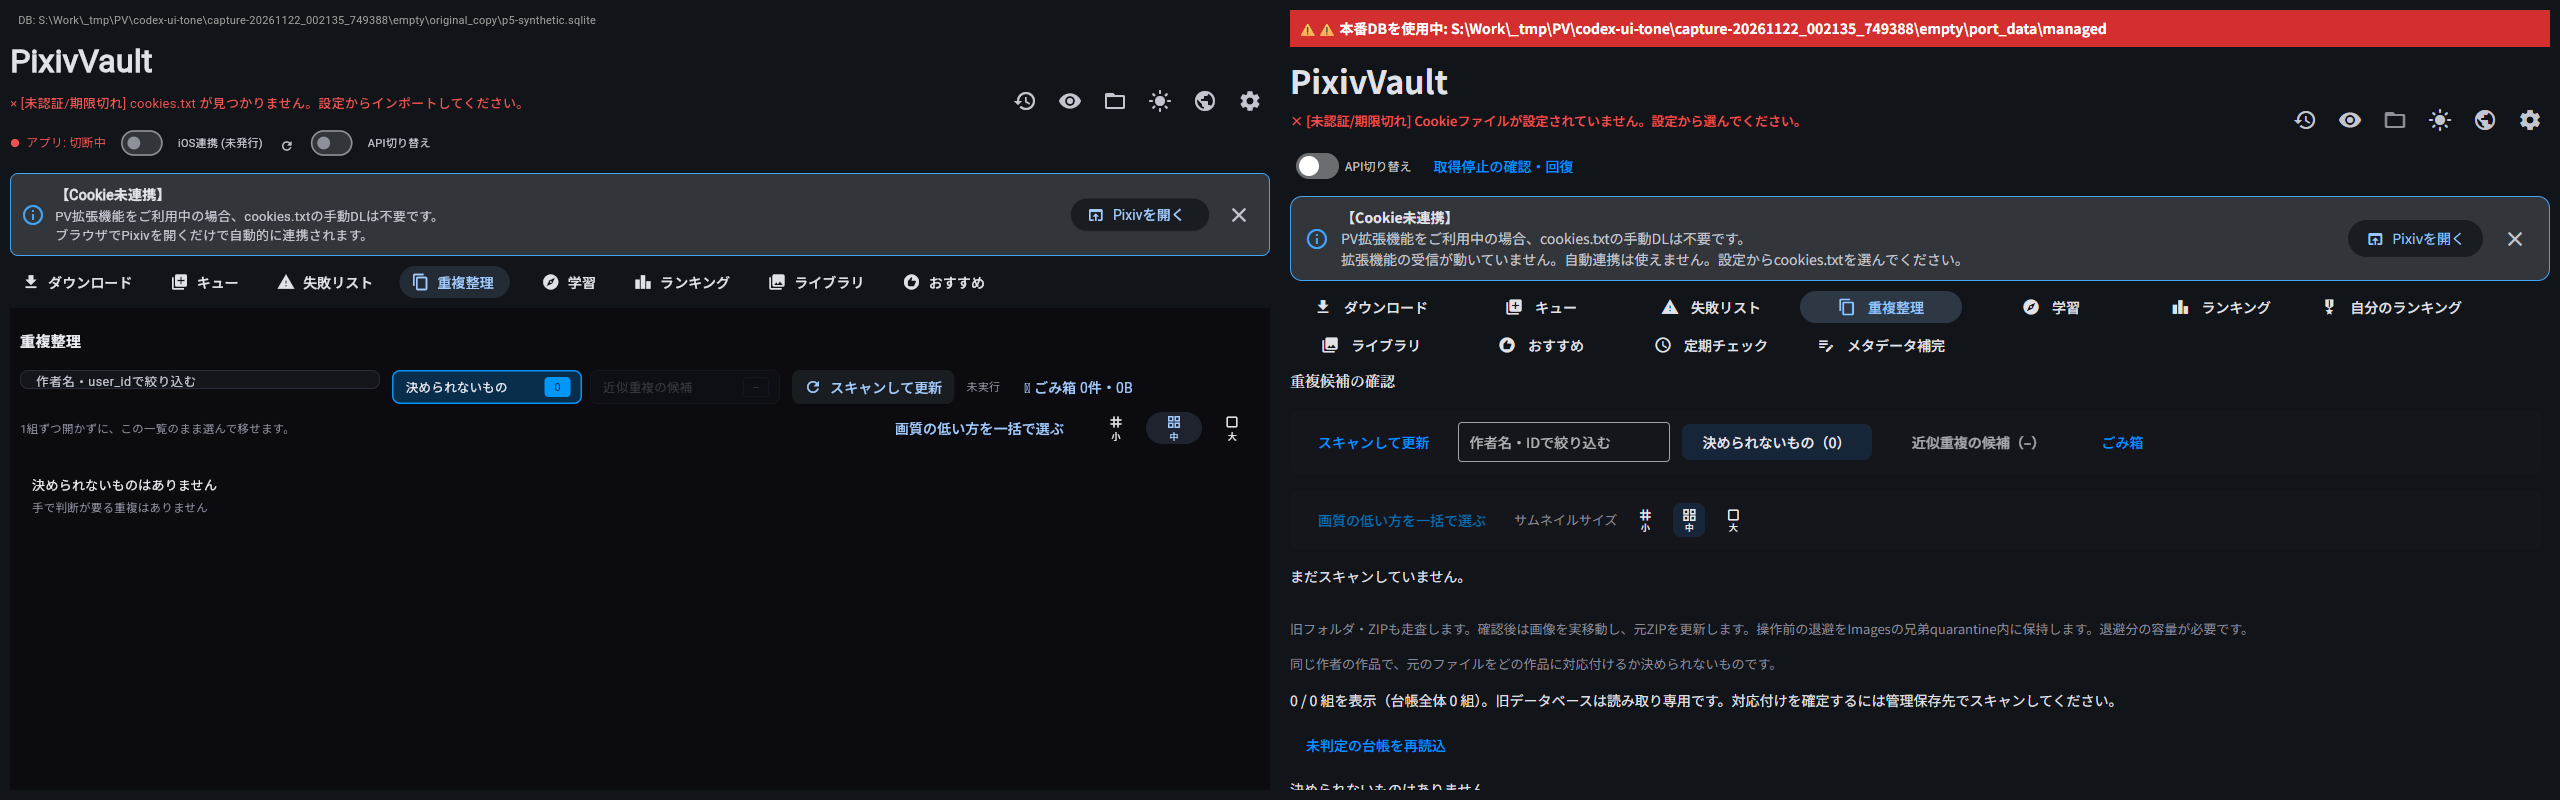 DB: S:\Work\_tmp\PV\codex-ui-tone\capture-20261122_002135_749388\empty\original_copy\p5-synthetic.sqlite
PixivVault
× [未認証/期限切れ] cookies.txt が見つかりません。設定からインポートしてください。
アプリ: 切断中
iOS連携 (未発行)
API切り替え
【Cookie未連携】
PV拡張機能をご利用中の場合、cookies.txtの手動DLは不要です。
ブラウザでPixivを開くだけで自動的に連携されます。
Pixivを開く
ダウンロード
キュー
失敗リスト
重複整理
学習
ランキング
ライブラリ
おすすめ
重複整理
作者名・user_idで絞り込む
決められないもの 0
近似重複の候補 –
スキャンして更新
未実行
ごみ箱 0件・0B
1組ずつ開かずに、この一覧のまま選んで移せます。
画質の低い方を一括で選ぶ
小
中
大
決められないものはありません
手で判断が要る重複はありません
本番DBを使用中: S:\Work\_tmp\PV\codex-ui-tone\capture-20261122_002135_749388\empty\port_data\managed
PixivVault
× [未認証/期限切れ] Cookieファイルが設定されていません。設定から選んでください。
API切り替え
取得停止の確認・回復
【Cookie未連携】
PV拡張機能をご利用中の場合、cookies.txtの手動DLは不要です。
拡張機能の受信が動いていません。自動連携は使えません。設定からcookies.txtを選んでください。
Pixivを開く
ダウンロード
キュー
失敗リスト
重複整理
学習
ランキング
自分のランキング
ライブラリ
おすすめ
定期チェック
メタデータ補完
重複候補の確認
スキャンして更新
作者名・IDで絞り込む
決められないもの（0）
近似重複の候補（–）
ごみ箱
画質の低い方を一括で選ぶ
サムネイルサイズ
小
中
大
まだスキャンしていません。
旧フォルダ・ZIPも走査します。確認後は画像を実移動し、元ZIPを更新します。操作前の退避をImagesの兄弟quarantine内に保持します。退避分の容量が必要です。
同じ作者の作品で、元のファイルをどの作品に対応付けるか決められないものです。
0 / 0 組を表示（台帳全体 0 組）。旧データベースは読み取り専用です。対応付けを確定するには管理保存先でスキャンしてください。
未判定の台帳を再読込
決められないものはありません